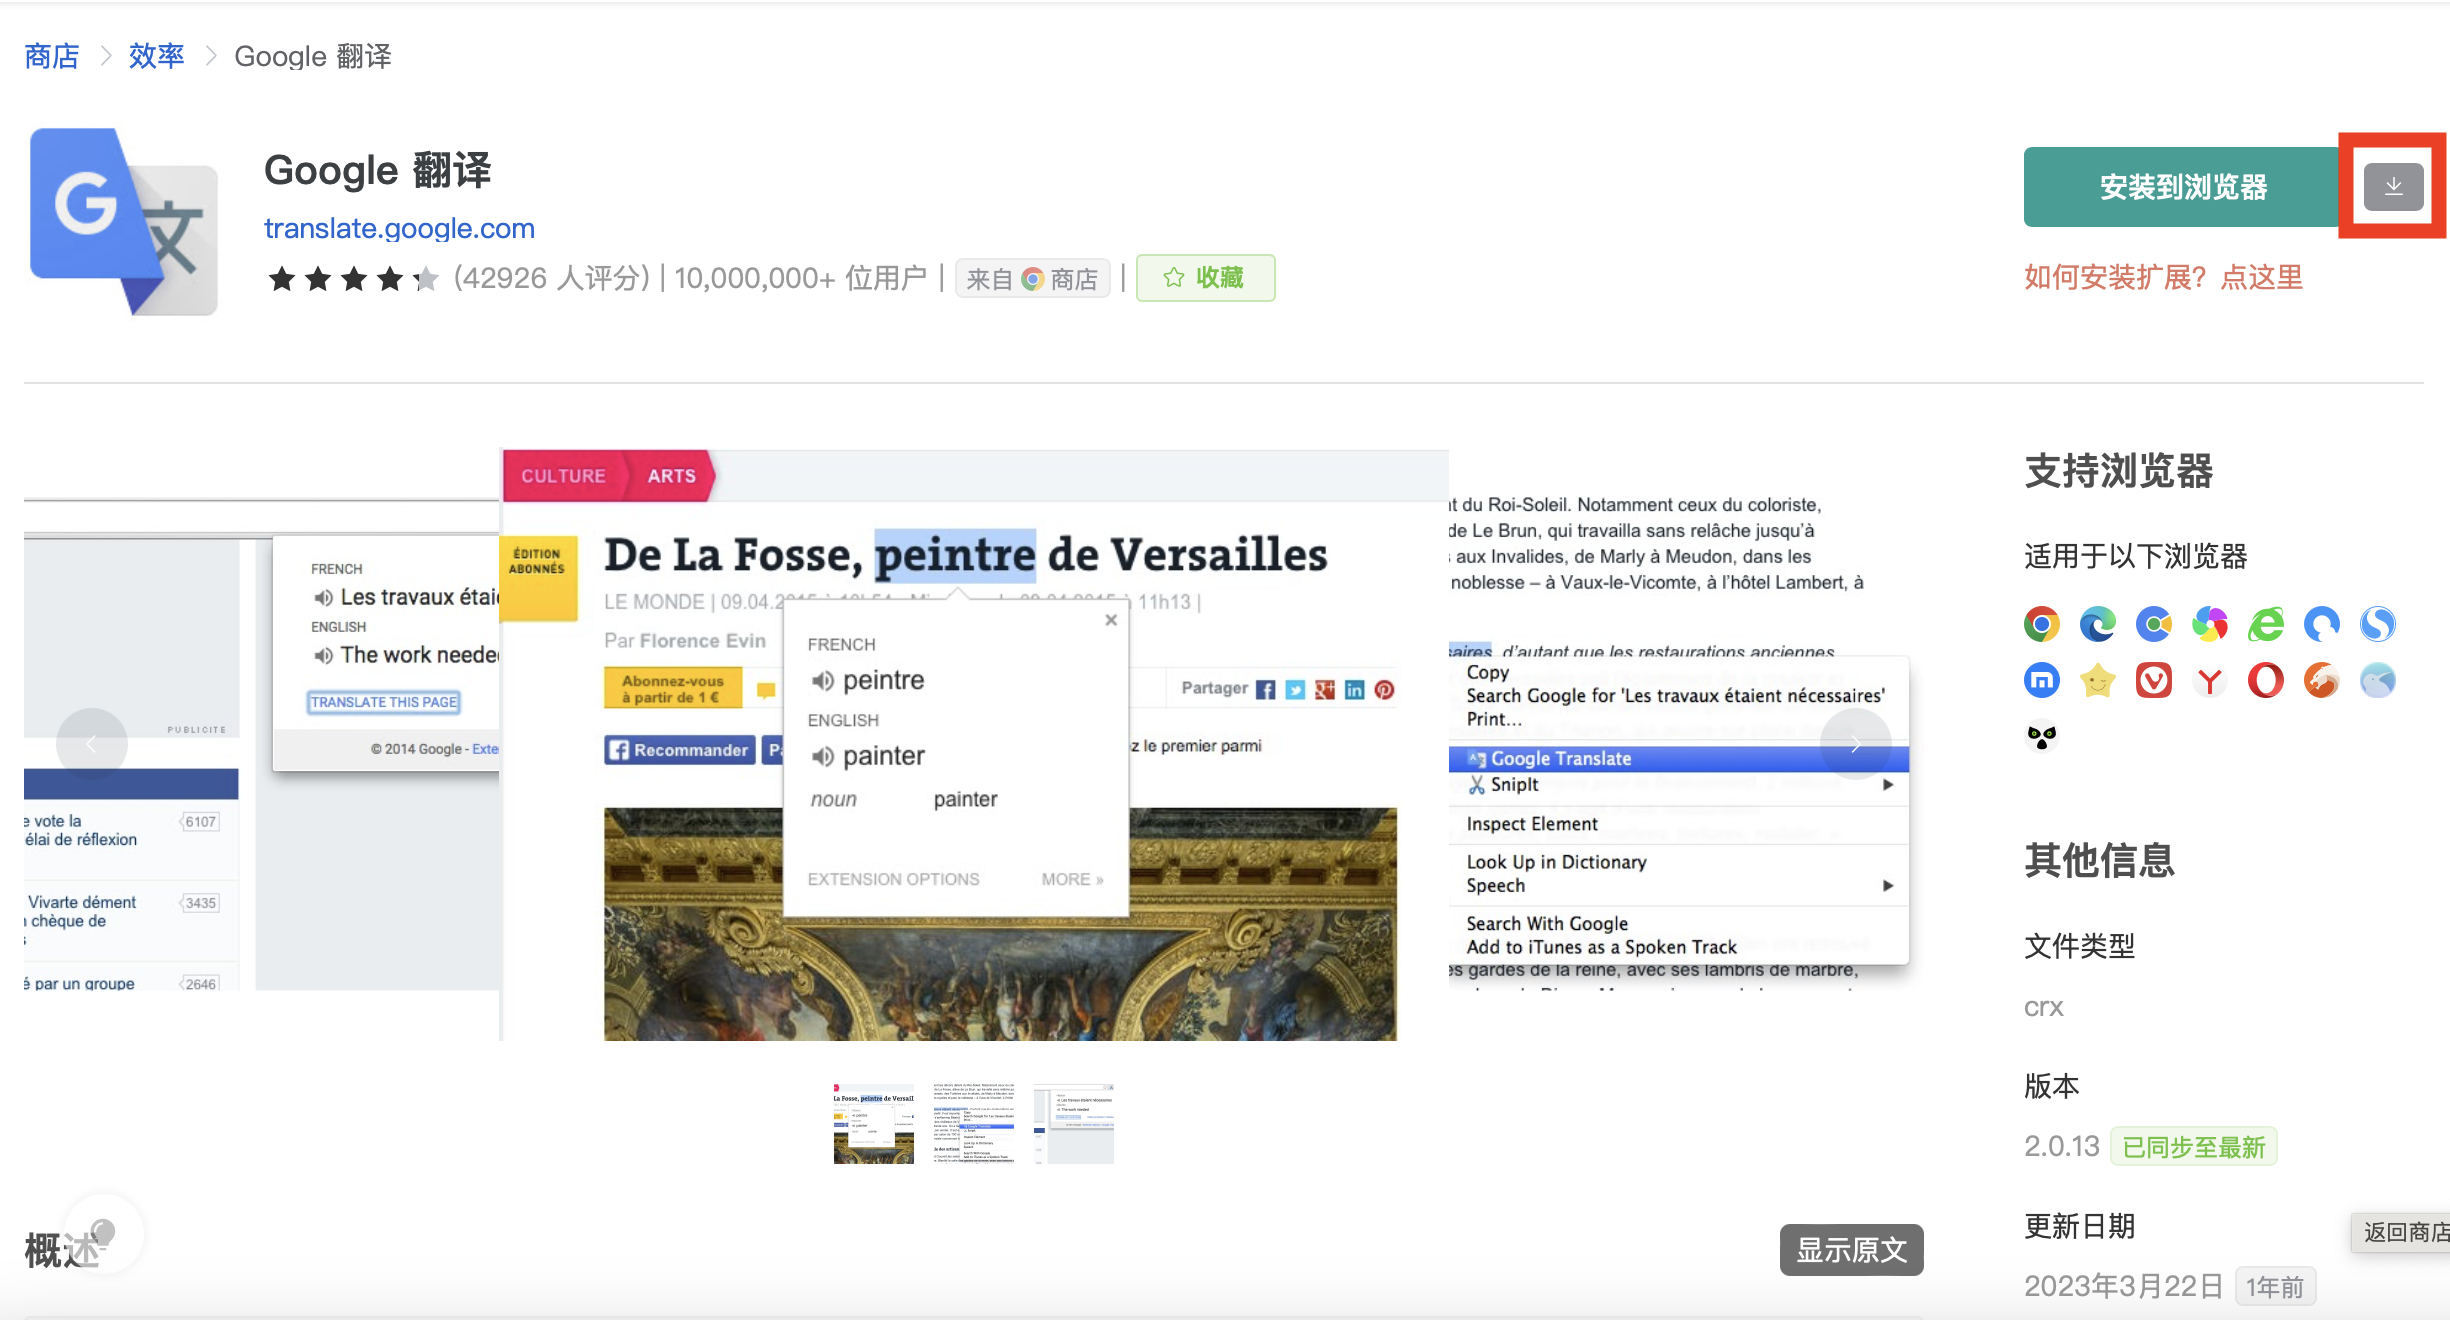 商店 > 效率 > Google 翻译
Google 翻译
translate.google.com
(42926 人评分) | 10,000,000+ 位用户 | 来自 商店 | 收藏
安装到浏览器
如何安装扩展？点这里
FRENCH
Les travaux étai
ENGLISH
The work neede
TRANSLATE THIS PAGE
© 2014 Google - Exte
PUBLICITE
e vote la
élai de réflexion
6107
Vivarte dément
chèque de
3435
é par un groupe
2646
CULTURE
ARTS
ÉDITION
ABONNÉS
De La Fosse, peintre de Versailles
LE MONDE | 09.04.2015 à 11h13 |
Par Florence Evin
Abonnez-vous
à partir de 1 €
Partager
Recommander
z le premier parmi
×
FRENCH
peintre
ENGLISH
painter
noun painter
EXTENSION OPTIONS
MORE »
t du Roi-Soleil. Notamment ceux du coloriste,
de Le Brun, qui travailla sans relâche jusqu'à
aux Invalides, de Marly à Meudon, dans les
noblesse – à Vaux-le-Vicomte, à l'hôtel Lambert, à
saires, d'autant que les restaurations anciennes
Copy
Search Google for 'Les travaux étaient nécessaires'
Print...
Google Translate
SnipIt
Inspect Element
Look Up in Dictionary
Speech
Search With Google
Add to iTunes as a Spoken Track
es gardes de la reine, avec ses lambris de marbre,
支持浏览器
适用于以下浏览器
其他信息
文件类型
crx
版本
2.0.13 已同步至最新
更新日期
2023年3月22日 1年前
返回商店
概述
显示原文